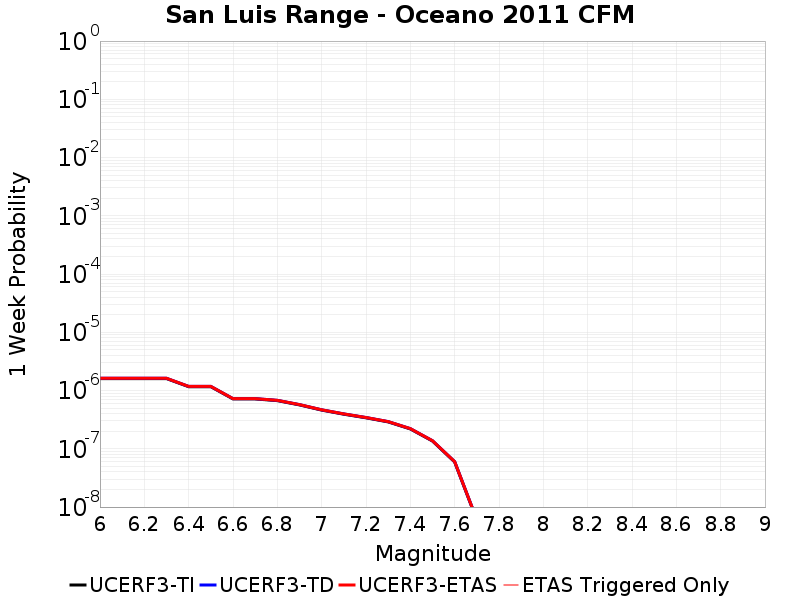 San Luis Range - Oceano 2011 CFM
1 Week Probability
10^0
10^-1
10^-2
10^-3
10^-4
10^-5
10^-6
10^-7
10^-8
6 6.2 6.4 6.6 6.8 7 7.2 7.4 7.6 7.8 8 8.2 8.4 8.6 8.8 9
Magnitude
UCERF3-TI UCERF3-TD UCERF3-ETAS ETAS Triggered Only